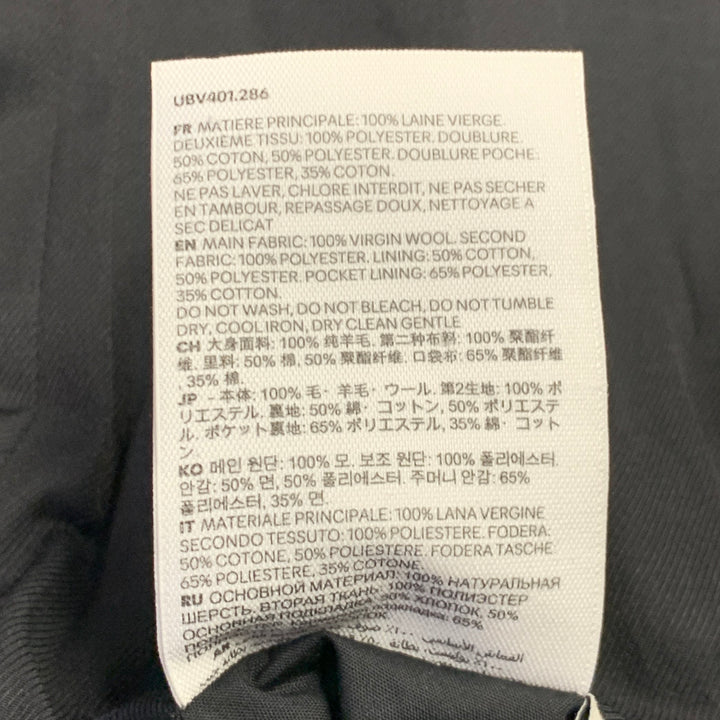 UBV401.286
FR MATIERE PRINCIPALE: 100% LAINE VIERGE.
DEUXIÈME TISSU: 100% POLYESTER. DOUBLURE.
50% COTON, 50% POLYESTER. DOUBLURE POCHE:
65% POLYESTER, 35% COTON.
NE PAS LAVER, CHLORE INTERDIT, NE PAS SECHER
EN TAMBOUR, REPASSAGE DOUX, NETTOYAGE A
SEC DELICAT
EN MAIN FABRIC: 100% VIRGIN WOOL. SECOND
FABRIC: 100% POLYESTER. LINING: 50% COTTON,
50% POLYESTER. POCKET LINING: 65% POLYESTER,
35% COTTON.
DO NOT WASH, DO NOT BLEACH, DO NOT TUMBLE
DRY, COOL IRON, DRY CLEAN GENTLE
CH 大身面料: 100% 纯羊毛. 第二种布料: 100% 聚酯纤
维. 里料: 50% 棉, 50% 聚酯纤维. 口袋布: 65% 聚酯纤维
, 35% 棉.
JP - 本体: 100% 毛・羊毛・ウール. 第2生地: 100% ポ
リエステル. 裏地: 50% 綿・コットン, 50% ポリエステ
ル. ポケット裏地: 65% ポリエステル, 35% 綿・コット
ン.
KO 메인 원단: 100% 모. 보조 원단: 100% 폴리에스터.
안감: 50% 면, 50% 폴리에스터. 주머니 안감: 65%
폴리에스터, 35% 면.
IT MATERIALE PRINCIPALE: 100% LANA VERGINE
SECONDO TESSUTO: 100% POLIESTERE. FODERA.
50% COTONE, 50% POLIESTERE. FODERA TASCHE:
65% POLIESTERE, 35% COTONE.
RU ОСНОВНОЙ МАТЕРИАЛ: 100% НАТУРАЛЬНАЯ
ШЕРСТЬ. ВТОРАЯ ТКАНЬ: 100% ПОЛИЭСТЕР
ОСНОВНАЯ ПОДКЛАДКА: 50% ХЛОПОК, 50%
65%
AR القماش الأساسي